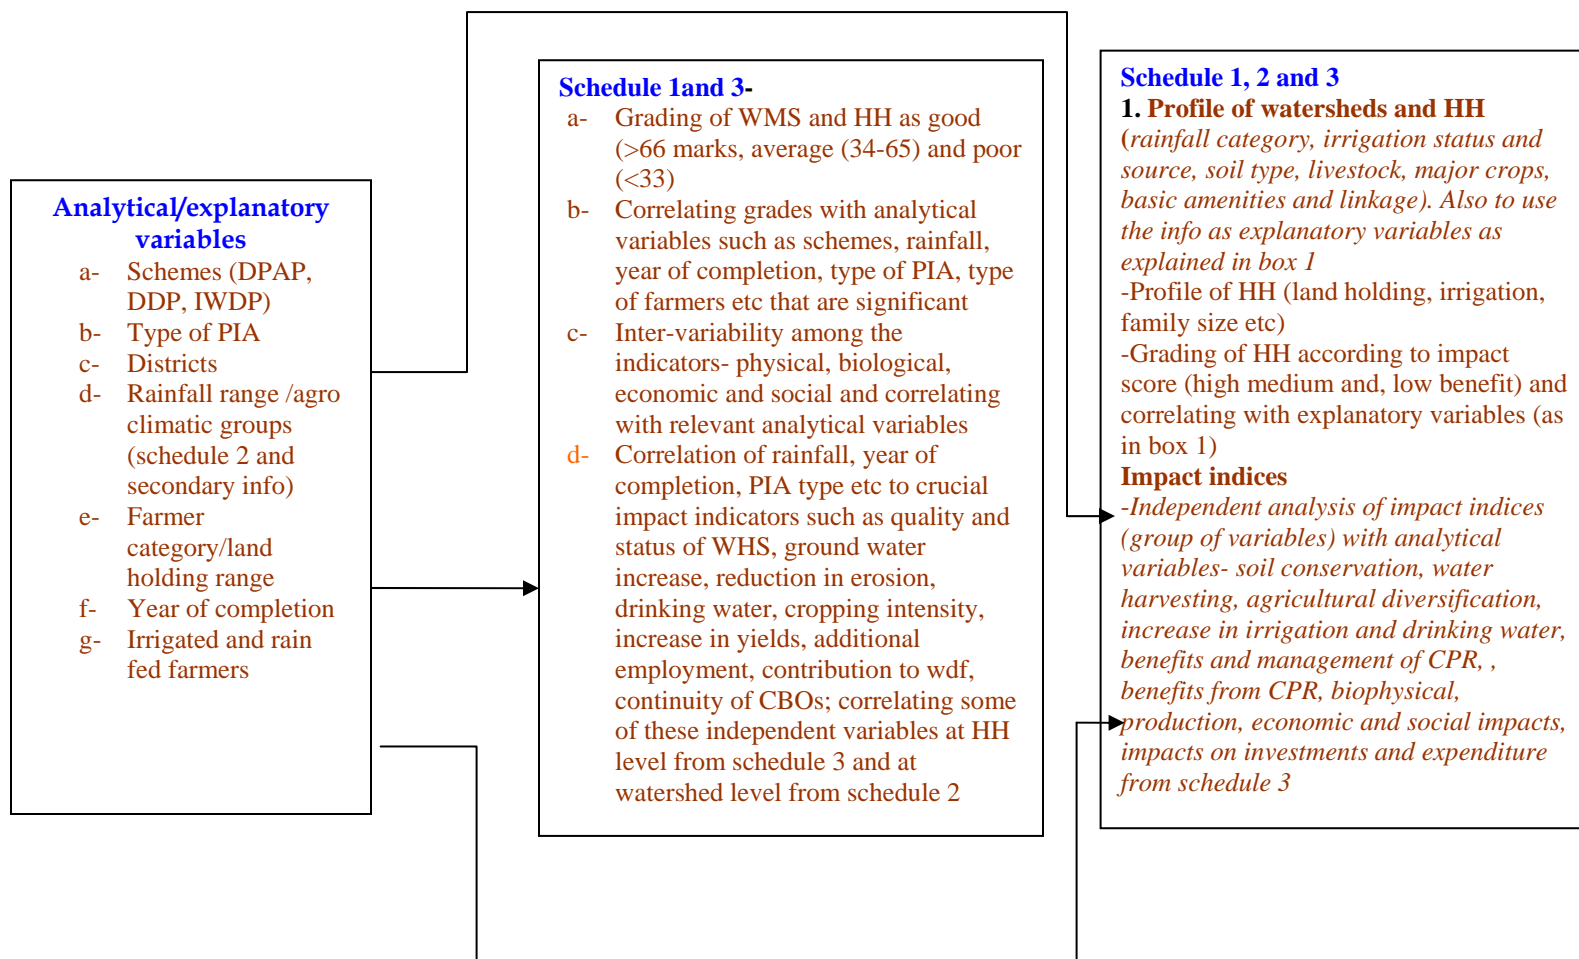 Analytical/explanatory
variables
a- Schemes (DPAP,
DDP, IWDP)
b- Type of PIA
c- Districts
d- Rainfall range /agro
climatic groups
(schedule 2 and
secondary info)
e- Farmer
category/land
holding range
f- Year of completion
g- Irrigated and rain
fed farmers
Schedule 1and 3-
a- Grading of WMS and HH as good
(>66 marks, average (34-65) and poor
(<33)
b- Correlating grades with analytical
variables such as schemes, rainfall,
year of completion, type of PIA, type
of farmers etc that are significant
c- Inter-variability among the
indicators- physical, biological,
economic and social and correlating
with relevant analytical variables
d- Correlation of rainfall, year of
completion, PIA type etc to crucial
impact indicators such as quality and
status of WHS, ground water
increase, reduction in erosion,
drinking water, cropping intensity,
increase in yields, additional
employment, contribution to wdf,
continuity of CBOs; correlating some
of these independent variables at HH
level from schedule 3 and at
watershed level from schedule 2
Schedule 1, 2 and 3
1. Profile of watersheds and HH
(rainfall category, irrigation status and
source, soil type, livestock, major crops,
basic amenities and linkage). Also to use
the info as explanatory variables as
explained in box 1
-Profile of HH (land holding, irrigation,
family size etc)
-Grading of HH according to impact
score (high medium and, low benefit) and
correlating with explanatory variables (as
in box 1)
Impact indices
-Independent analysis of impact indices
(group of variables) with analytical
variables- soil conservation, water
harvesting, agricultural diversification,
increase in irrigation and drinking water,
benefits and management of CPR, ,
benefits from CPR, biophysical,
production, economic and social impacts,
impacts on investments and expenditure
from schedule 3